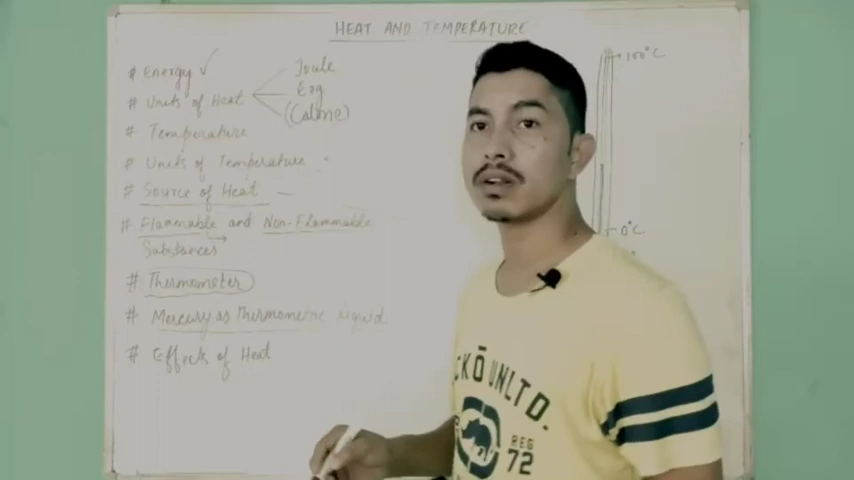 HEAT AND TEMPERATURE
# Energy ✓
# Units of Heat
Joule
Erg
(Calorie)
# Temperature
# Units of Temperature
# Source of Heat
# Flammable and Non-Flammable
Substances
# Thermometer
# Mercury as Thermometric liquid
# Effects of Heat
100°C
0°C
CKŌ UNLTD.
REG
72